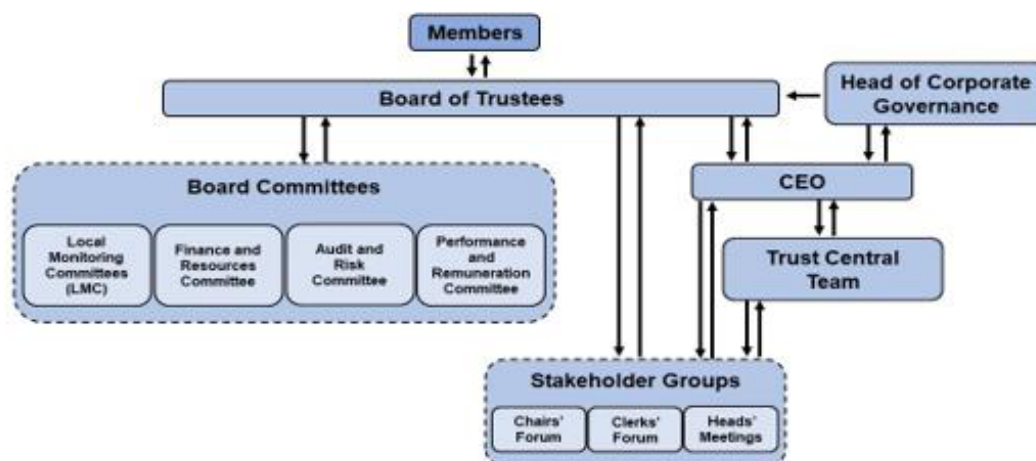 Members
Board of Trustees
Head of Corporate
Governance
Board Committees
Local
Monitoring
Committees
(LMC)
Finance and
Resources
Committee
Audit and
Risk
Committee
Performance
and
Remuneration
Committee
CEO
Trust Central
Team
Stakeholder Groups
Chairs'
Forum
Clerks'
Forum
Heads'
Meetings